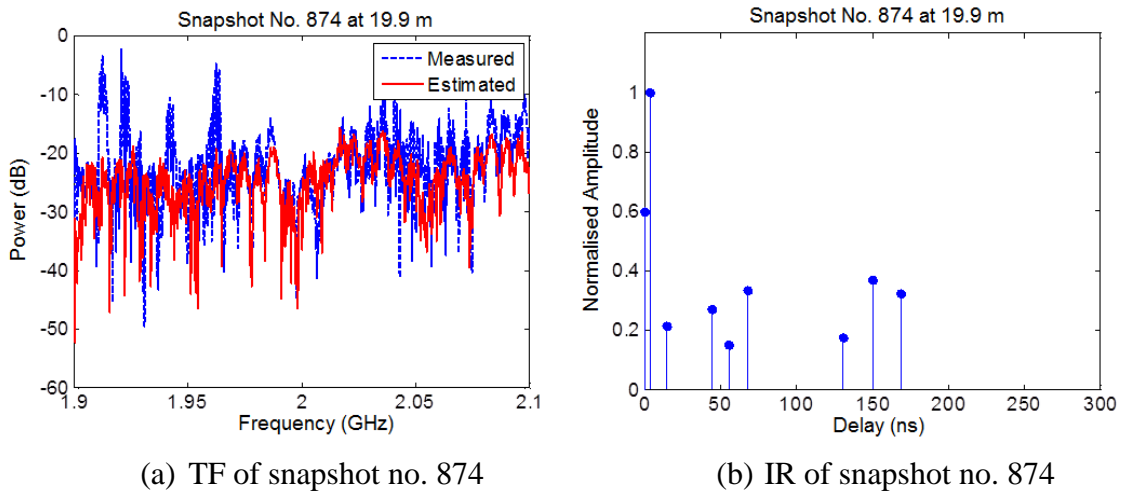 Snapshot No. 874 at 19.9 m
0
-10
-20
-30
-40
-50
-60
Power (dB)
Measured
Estimated
1.9
1.95
2
2.05
2.1
Frequency (GHz)
(a) TF of snapshot no. 874
Snapshot No. 874 at 19.9 m
1
0.8
0.6
0.4
0.2
0
Normalised Amplitude
0
50
100
150
200
250
300
Delay (ns)
(b) IR of snapshot no. 874